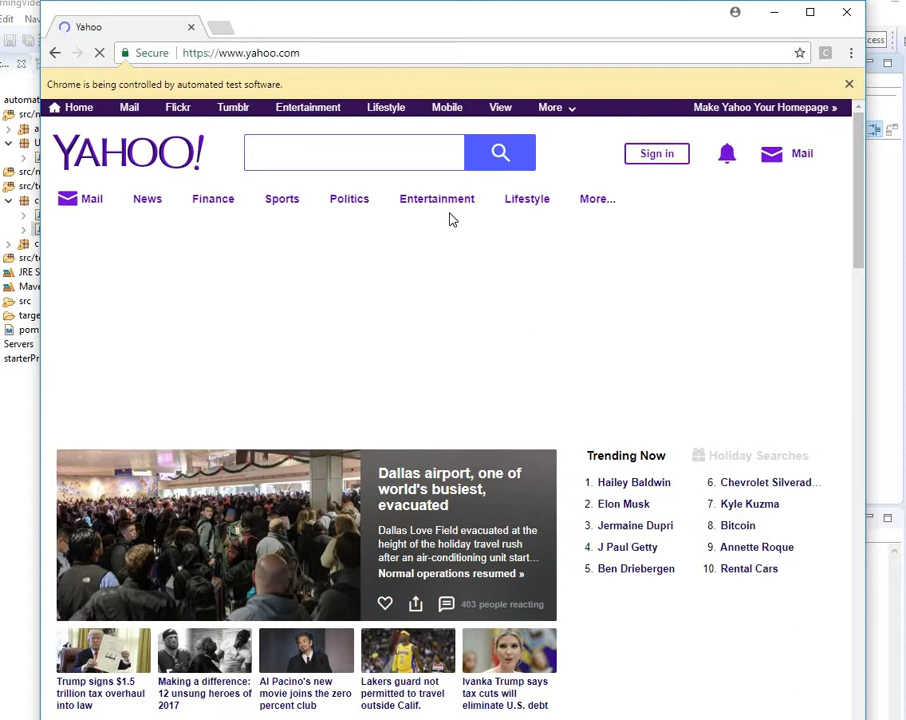 rningVide
Edit Nav
Yahoo
Secure https://www.yahoo.com
cess
Chrome is being controlled by automated test software.
automat
src/n
a
U
src/n
src/te
c
c
src/te
JRE S
Mave
src
targe
pom
Servers
starterPr
Home Mail Flickr Tumblr Entertainment Lifestyle Mobile View More Make Yahoo Your Homepage »
YAHOO! Sign in Mail
Mail News Finance Sports Politics Entertainment Lifestyle More...
Dallas airport, one of
world's busiest,
evacuated
Dallas Love Field evacuated at the
height of the holiday travel rush
after an air-conditioning unit start...
Normal operations resumed »
403 people reacting
Trending Now
1. Hailey Baldwin
2. Elon Musk
3. Jermaine Dupri
4. J Paul Getty
5. Ben Driebergen
Holiday Searches
6. Chevrolet Silverad...
7. Kyle Kuzma
8. Bitcoin
9. Annette Roque
10. Rental Cars
Trump signs $1.5
trillion tax overhaul
into law
Making a difference:
12 unsung heroes of
2017
Al Pacino's new
movie joins the zero
percent club
Lakers guard not
permitted to travel
outside Calif.
Ivanka Trump says
tax cuts will
eliminate U.S. debt